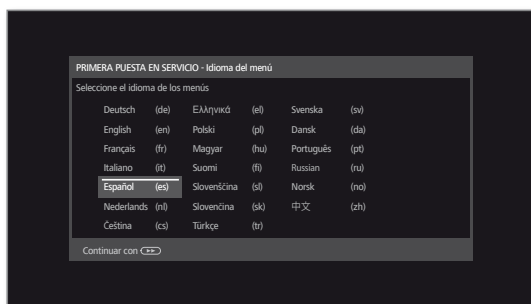 PRIMERA PUESTA EN SERVICIO - Idioma del menú
Seleccione el idioma de los menús
Deutsch (de) Ελληνικά (el) Svenska (sv)
English (en) Polski (pl) Dansk (da)
Français (fr) Magyar (hu) Português (pt)
Italiano (it) Suomi (fi) Russian (ru)
Español (es) Slovenščina (sl) Norsk (no)
Nederlands (nl) Slovenčina (sk) 中文 (zh)
Čeština (cs) Türkçe (tr)
Continuar con